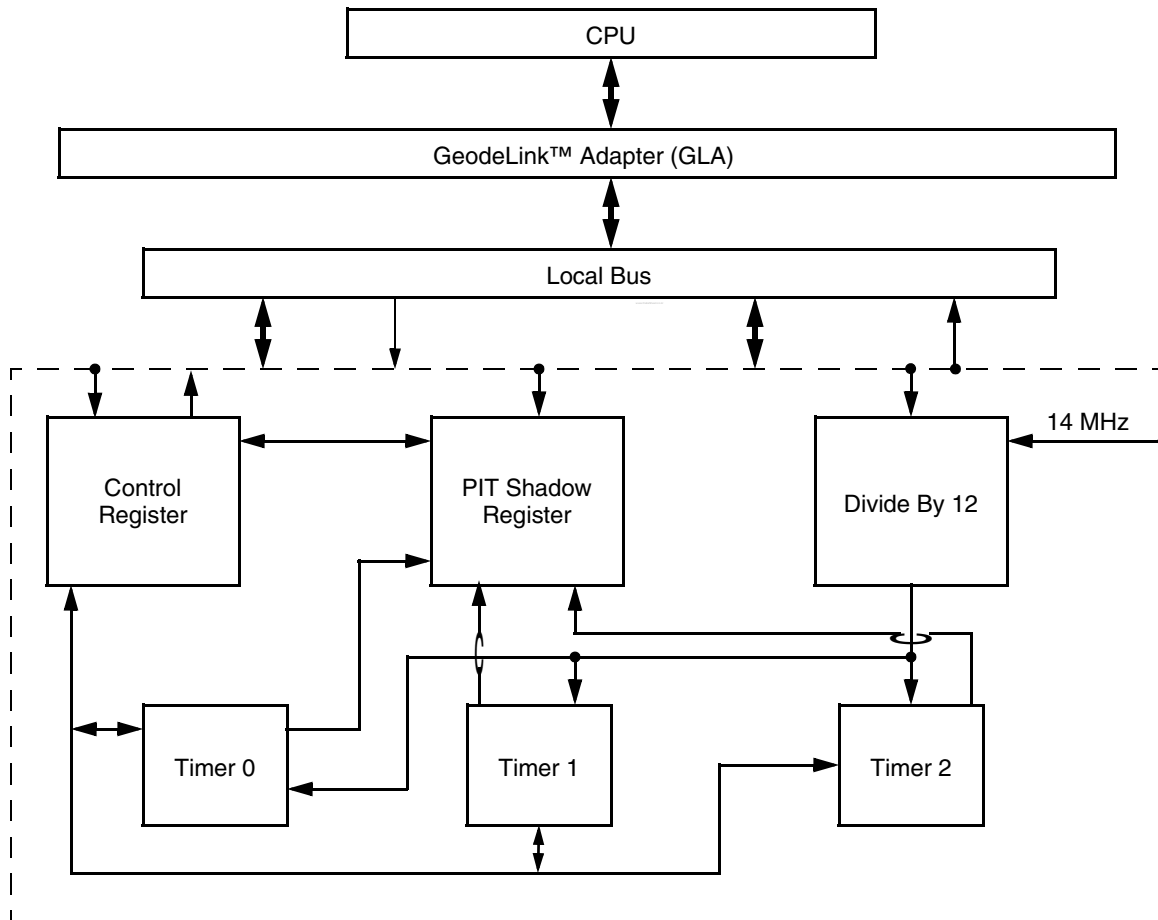 CPU
GeodeLink™ Adapter (GLA)
Local Bus
14 MHz
Control
Register
PIT Shadow
Register
Divide By 12
Timer 0
Timer 1
Timer 2